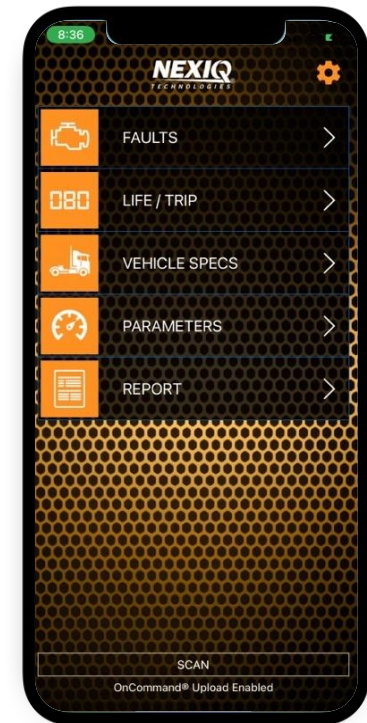 8:36
NEXIQ
TECHNOLOGIES
FAULTS
080
LIFE / TRIP
VEHICLE SPECS
PARAMETERS
REPORT
SCAN
OnCommand® Upload Enabled